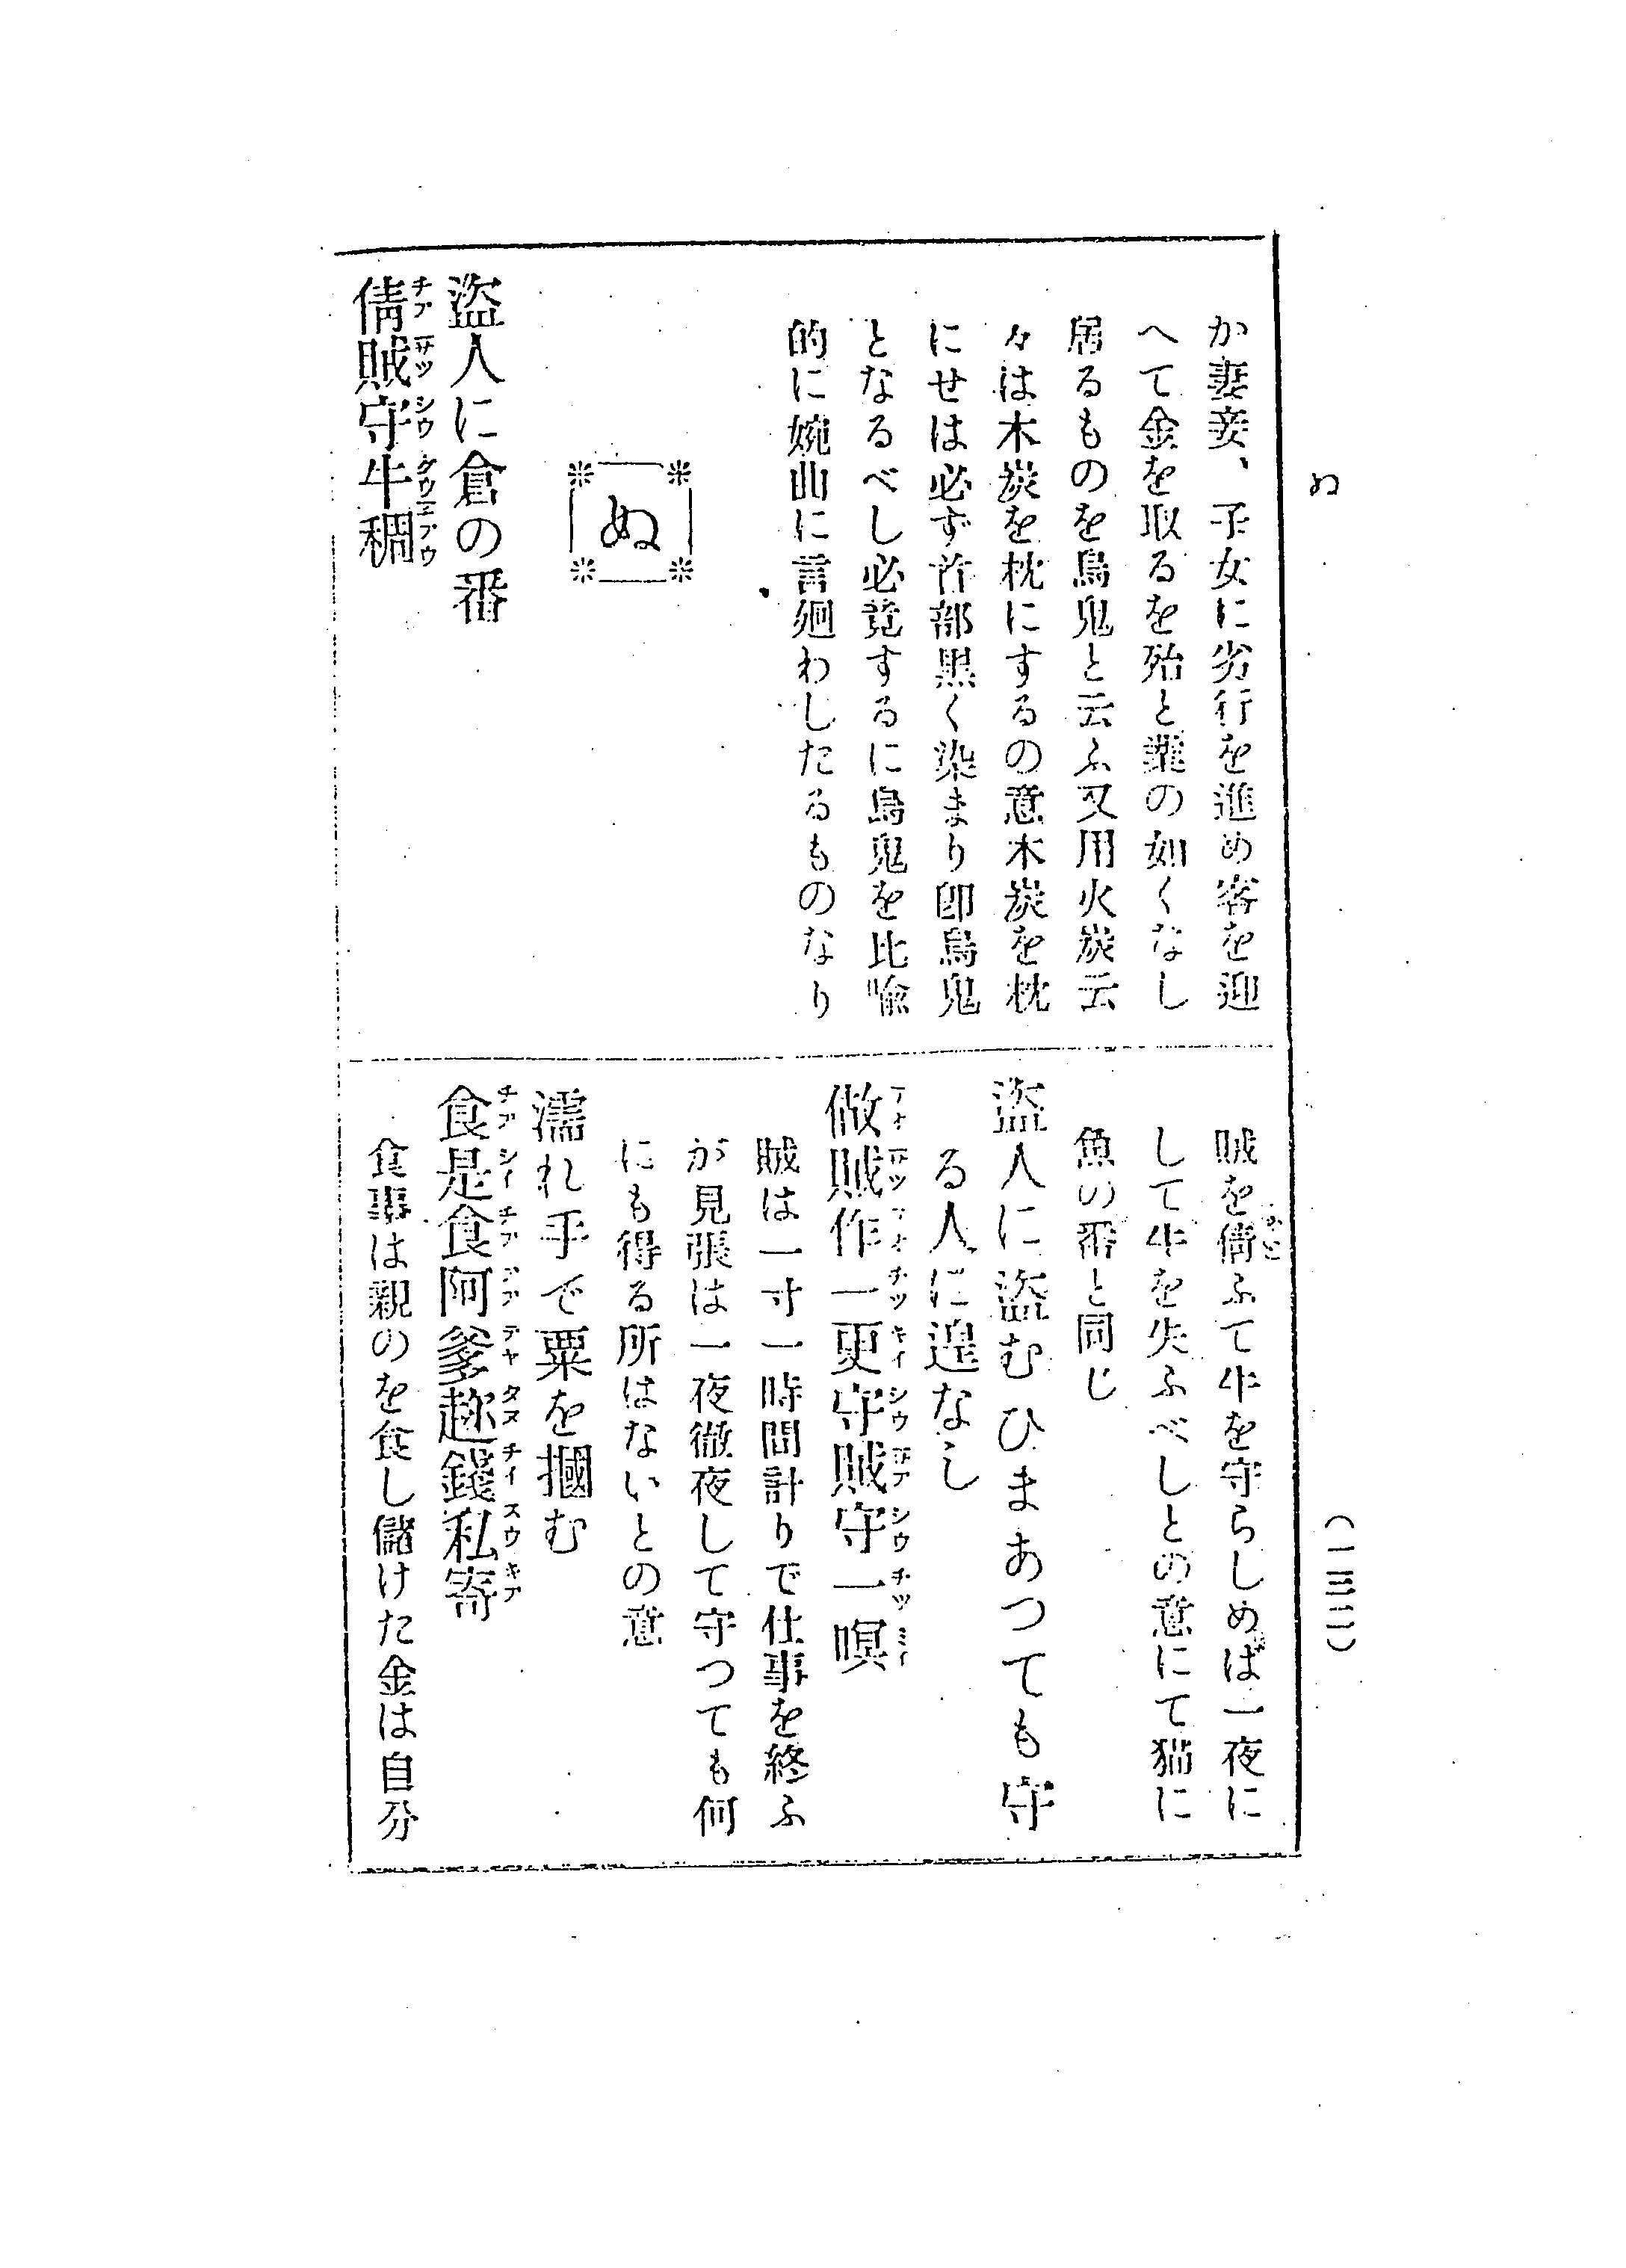 ぬ
(一三二)
か妻妾、子女に劣行を進め客を迎
へて金を取るを殆と業の如くなし
居るものを烏鬼と云ふ又用火炭云
々は木炭を枕にするの意木炭を枕
にせは必ず首部黒く染まり卽烏鬼
となるべし必竟するに烏鬼を比喩
的に婉曲に言廻わしたるものなり
ぬ
盜人に倉の番
倩賊守牛稠
賊を倩ふて牛を守らしめば一夜に
して牛を失ふべしとの意にて猫に
魚の番と同じ
盜人に盜むひまあつても守
る人に遑なし
做賊作一更守賊守一暝
賊は一寸一時間計りで仕事を終ふ
が見張は一夜徹夜して守つても何
にも得る所はないとの意
濡れ手で粟を摑む
食是食阿爹趁錢私寄
食事は親のを食し儲けた金は自分